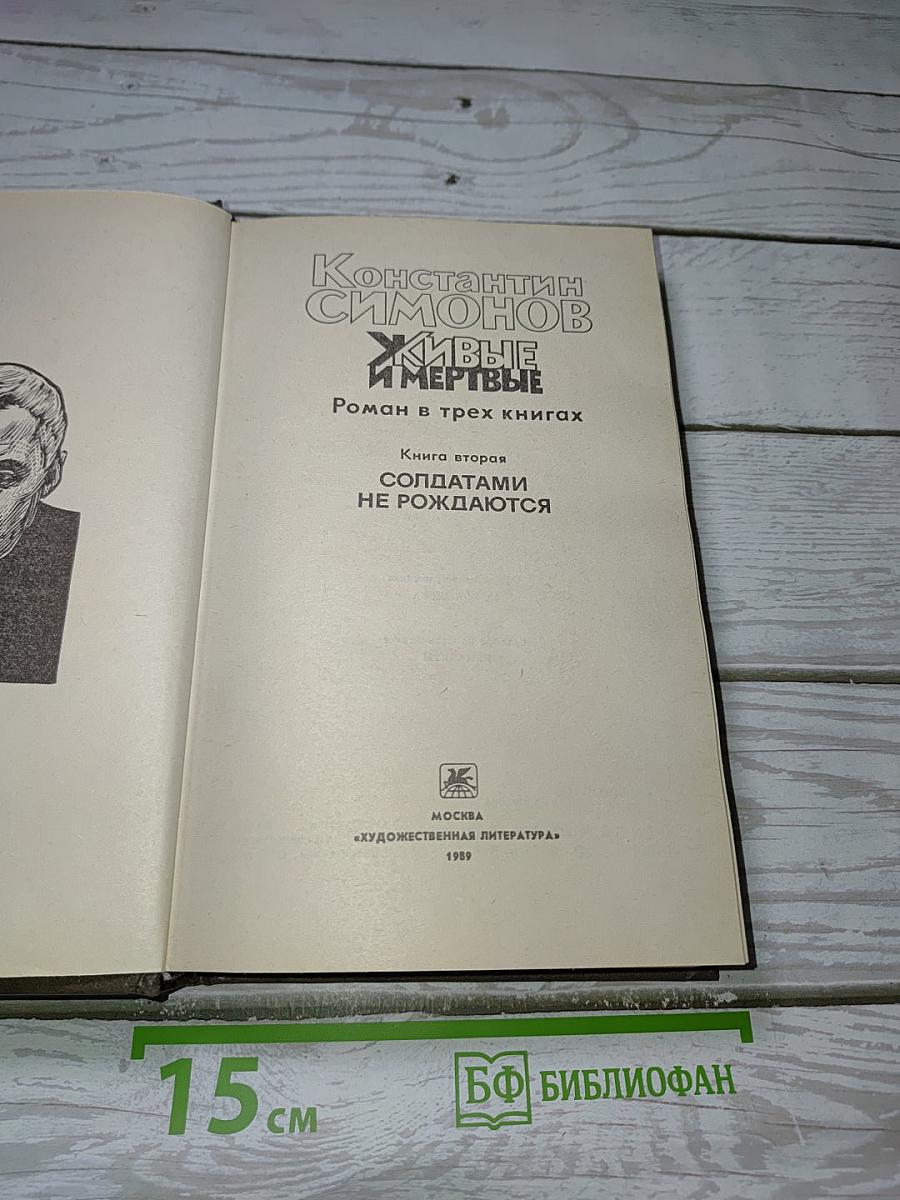 Константин
СИМОНОВ
ЖИВЫЕ
И МЕРТВЫЕ
Роман в трех книгах
Книга вторая
СОЛДАТАМИ
НЕ РОЖДАЮТСЯ
МОСКВА
«ХУДОЖЕСТВЕННАЯ ЛИТЕРАТУРА»
1989
15 см
БФ БИБЛИОФАН